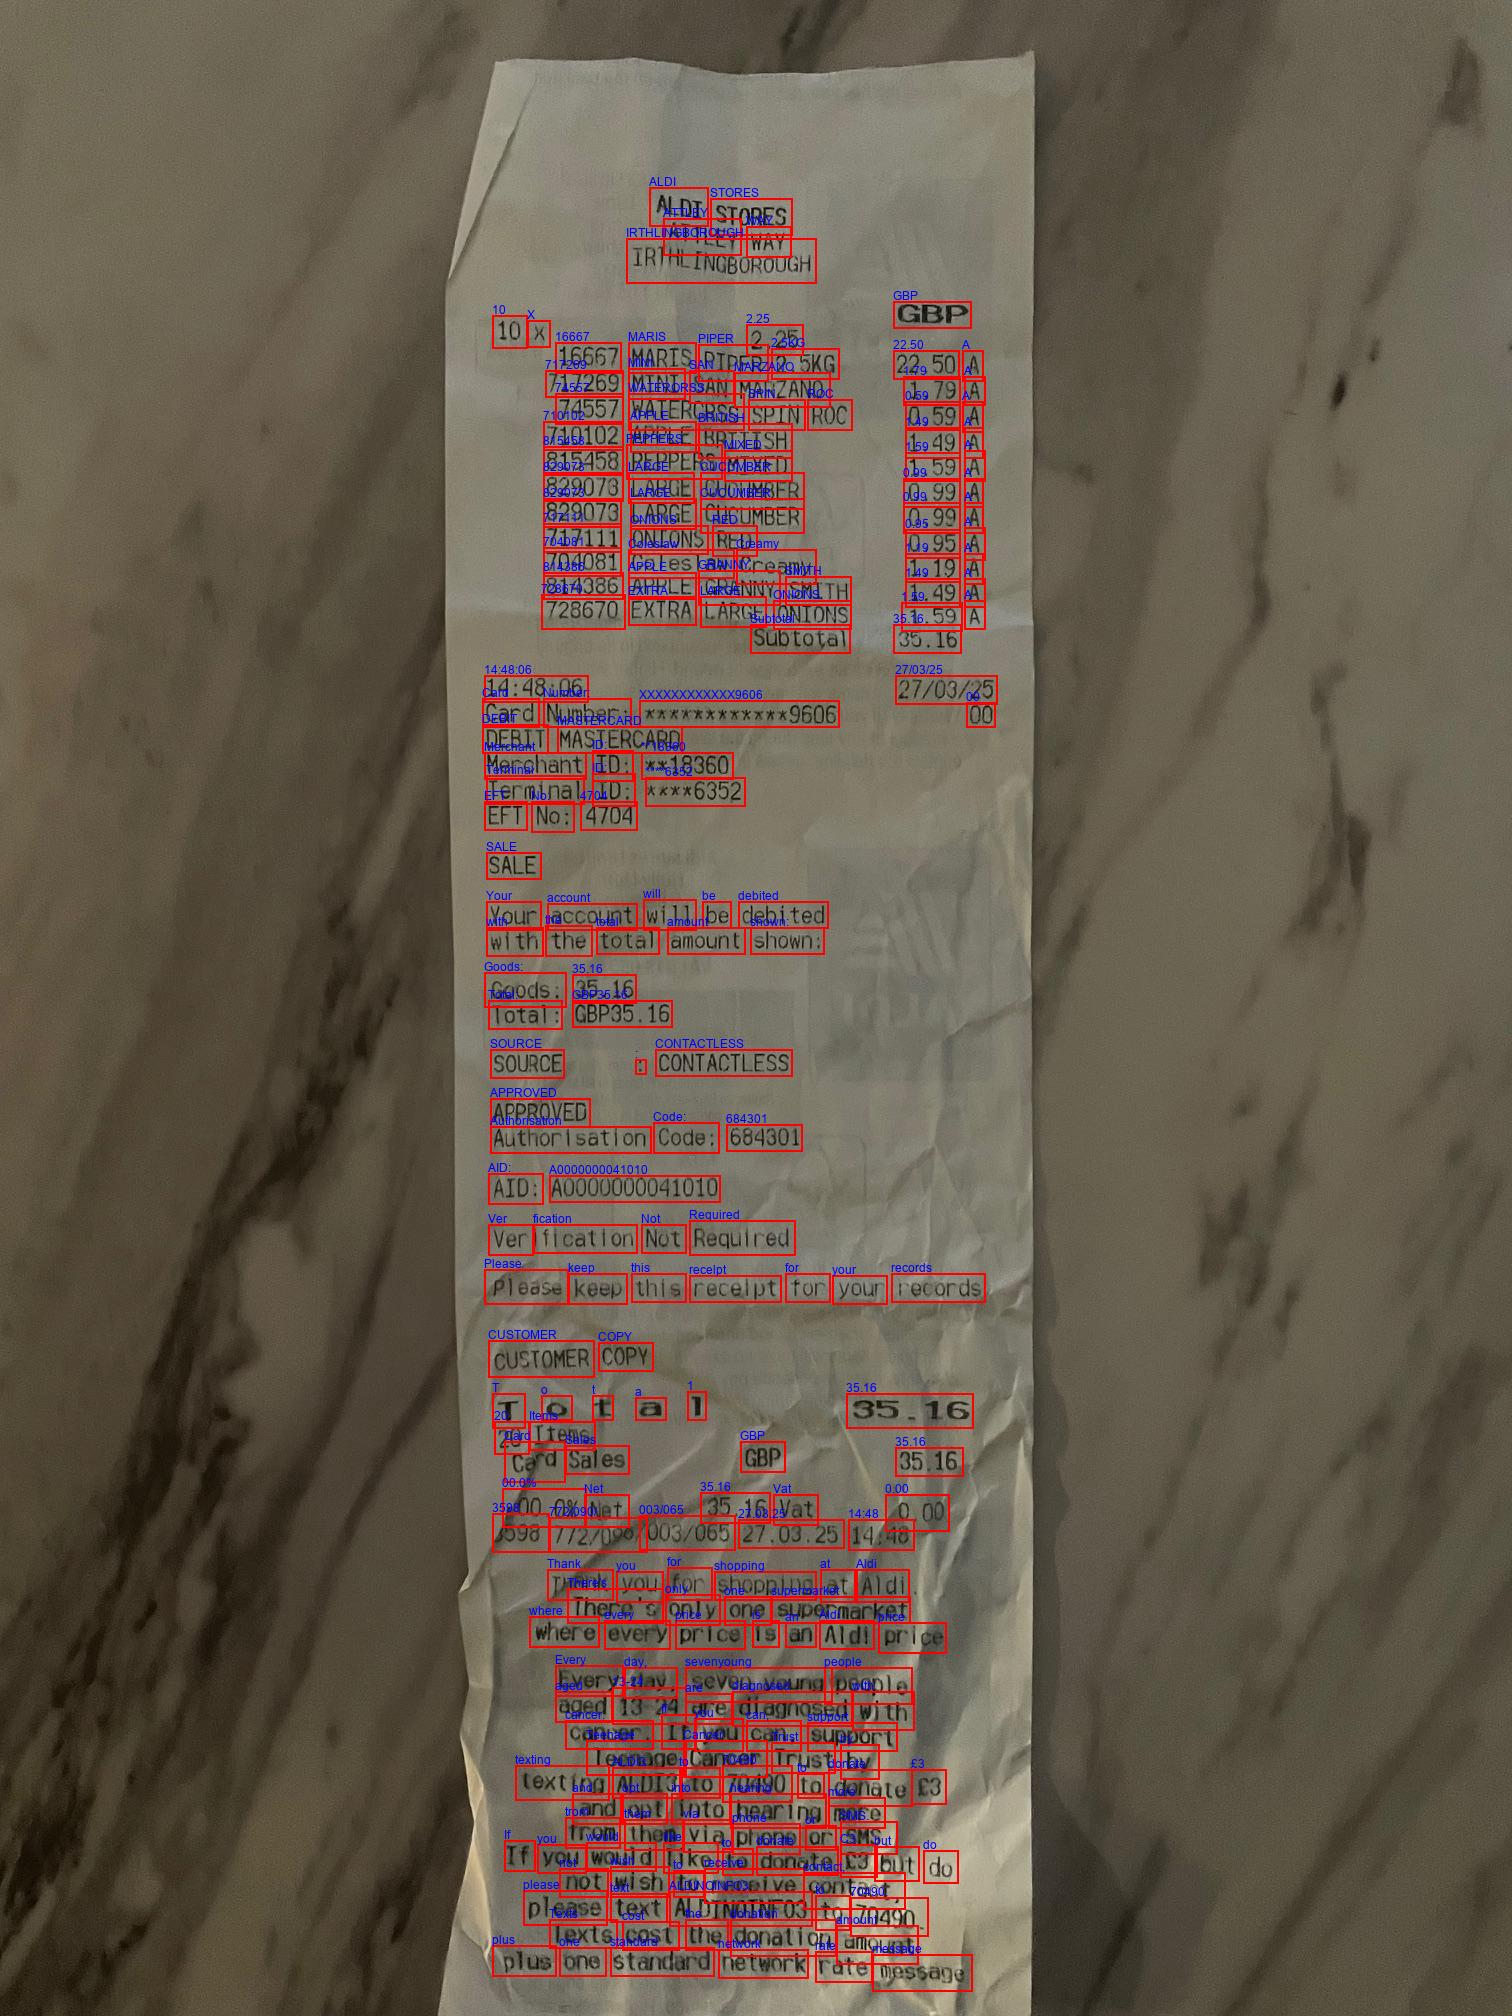 ALDI STORES
ATTLEY WAY
IRTHLINGBOROUGH
GBP
10 x 2.25
16667 MARIS PIPER 2.5KG 22.50 A
717269 MINI SAN MARZANO 1.79 A
74557 WATERCRSS SPIN ROC 0.59 A
710102 APPLE BRITISH 1.49 A
815458 PEPPERS MIXED 1.59 A
829073 LARGE CUCUMBER 0.99 A
829073 LARGE CUCUMBER 0.99 A
717111 ONIONS RED 0.95 A
704081 Coleslaw Creamy 1.19 A
814386 APPLE GRANNY SMITH 1.49 A
728670 EXTRA LARGE ONIONS 1.59 A
Subtotal 35.16
14:48:06 27/03/25
Card Number: ************9606 00
DEBIT MASTERCARD
Merchant ID: **18360
Terminal ID: ****6352
EFT No: 4704
SALE
Your account will be debited
with the total amount shown:
Goods: 35.16
Total: GBP35.16
SOURCE : CONTACTLESS
APPROVED
Authorisation Code: 684301
AID: A0000000041010
Verification Not Required
Please keep this receipt for your records
CUSTOMER COPY
Total 35.16
20 Items
Card Sales GBP 35.16
00.0% Net 35.16 Vat 0.00
3598 772/090/003/065 27.03.25 14:48
Thank you for shopping at Aldi.
There's only one supermarket
where every price is an Aldi price
Every day, seven young people
aged 13-24 are diagnosed with
cancer. If you can, support
Teenage Cancer Trust by
texting ALDI3 to 70490 to donate £3
and opt into hearing more
from them via phone or SMS.
If you would like to donate £3 but do
not wish to receive contact,
please text ALDINOINFO3 to 70490.
Texts cost the donation amount
plus one standard network rate message